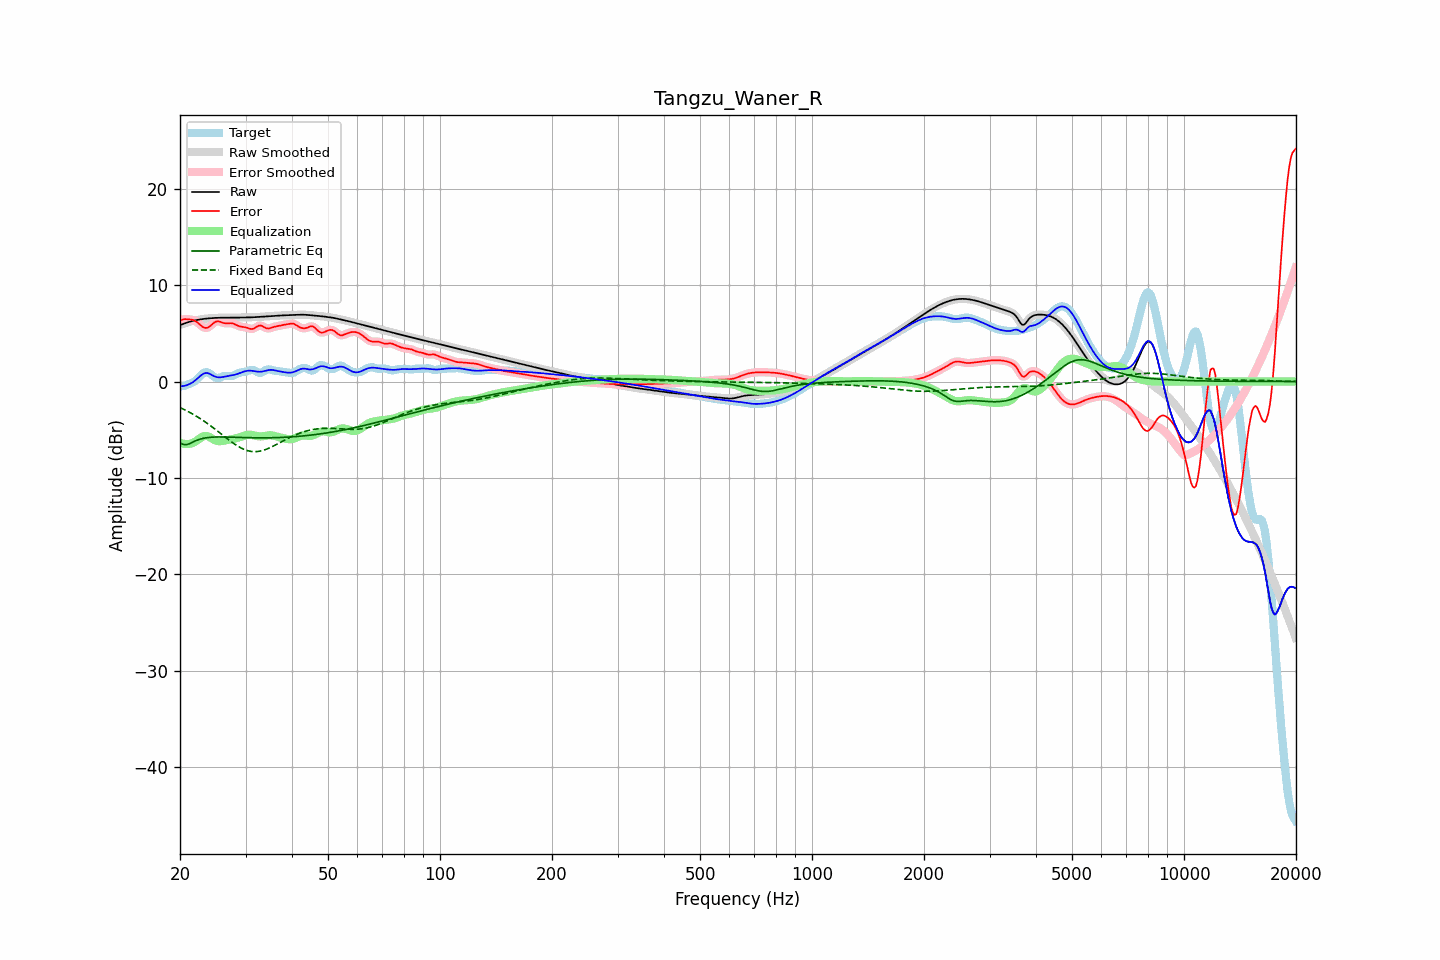 Tangzu_Waner_R
Target
Raw Smoothed
Error Smoothed
Raw
Error
Equalization
Parametric Eq
Fixed Band Eq
Equalized
20
10
0
−10
−20
−30
−40
Amplitude (dBr)
20
50
100
200
500
1000
2000
5000
10000
20000
Frequency (Hz)